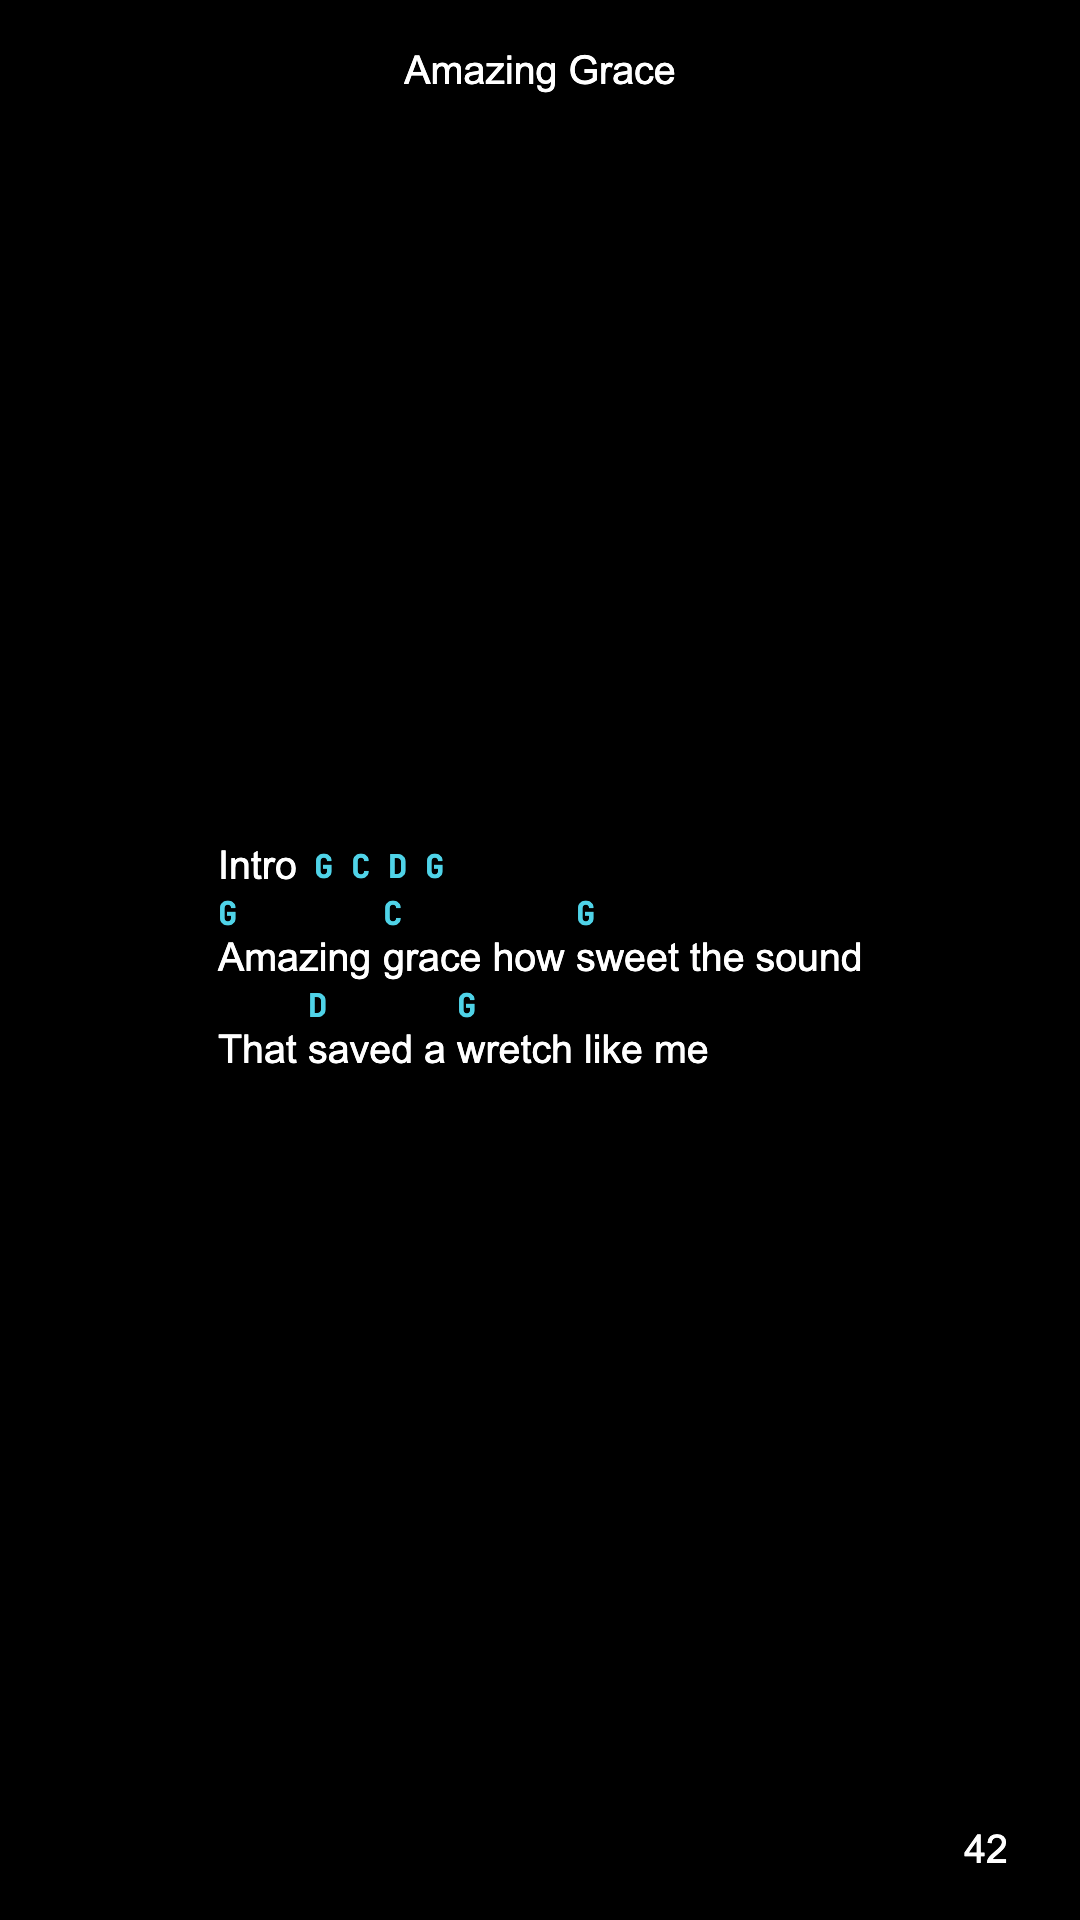 Amazing Grace
Intro G C D G
G C G
Amazing grace how sweet the sound
D G
That saved a wretch like me
42